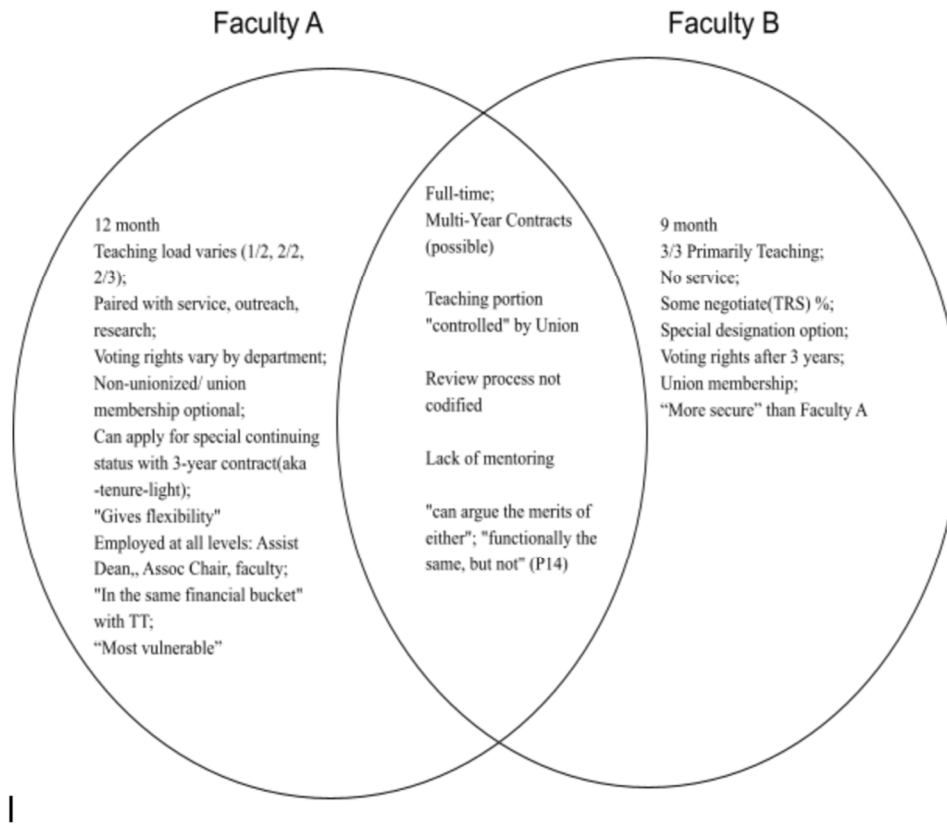 Faculty A
Faculty B
12 month
Teaching load varies (1/2, 2/2,
2/3);
Paired with service, outreach,
research;
Voting rights vary by department;
Non-unionized/ union
membership optional;
Can apply for special continuing
status with 3-year contract(aka
-tenure-light);
"Gives flexibility"
Employed at all levels: Assist
Dean,, Assoc Chair, faculty;
"In the same financial bucket"
with TT;
“Most vulnerable”
Full-time;
Multi-Year Contracts
(possible)
Teaching portion
"controlled" by Union
Review process not
codified
Lack of mentoring
"can argue the merits of
either"; "functionally the
same, but not" (P14)
9 month
3/3 Primarily Teaching;
No service;
Some negotiate(TRS) %;
Special designation option;
Voting rights after 3 years;
Union membership;
“More secure” than Faculty A